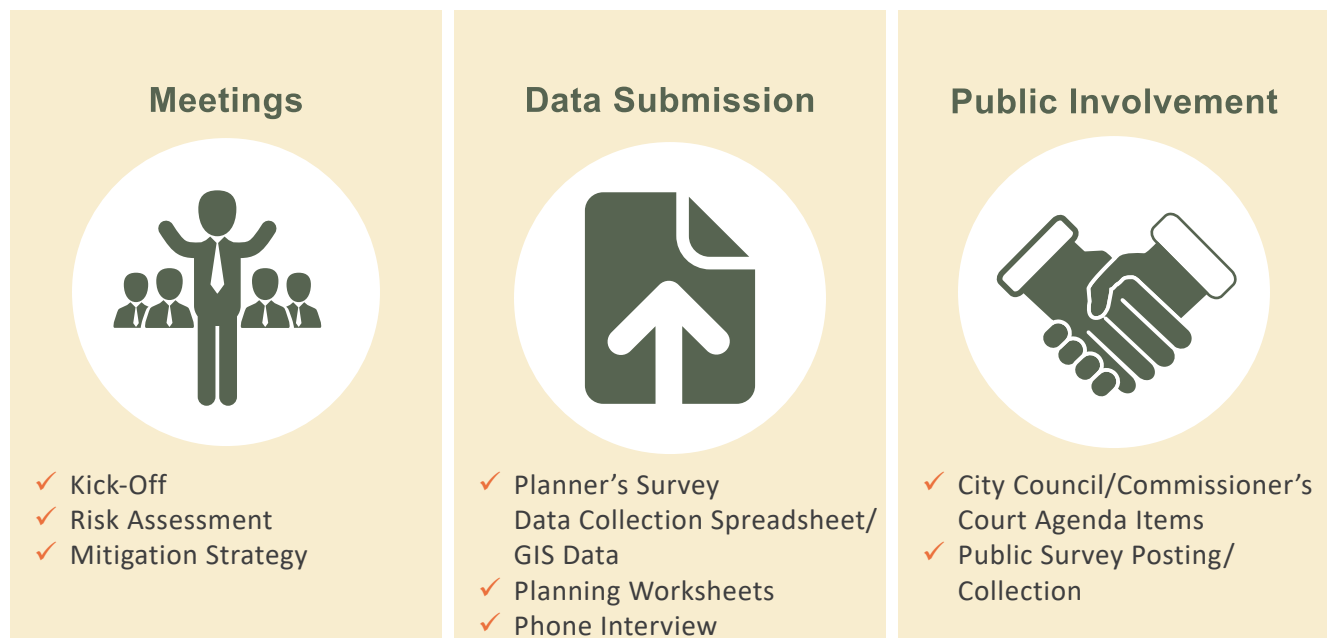 Meetings
✓ Kick-Off
✓ Risk Assessment
✓ Mitigation Strategy
Data Submission
✓ Planner’s Survey
Data Collection Spreadsheet/
GIS Data
✓ Planning Worksheets
✓ Phone Interview
Public Involvement
✓ City Council/Commissioner’s
Court Agenda Items
✓ Public Survey Posting/
Collection